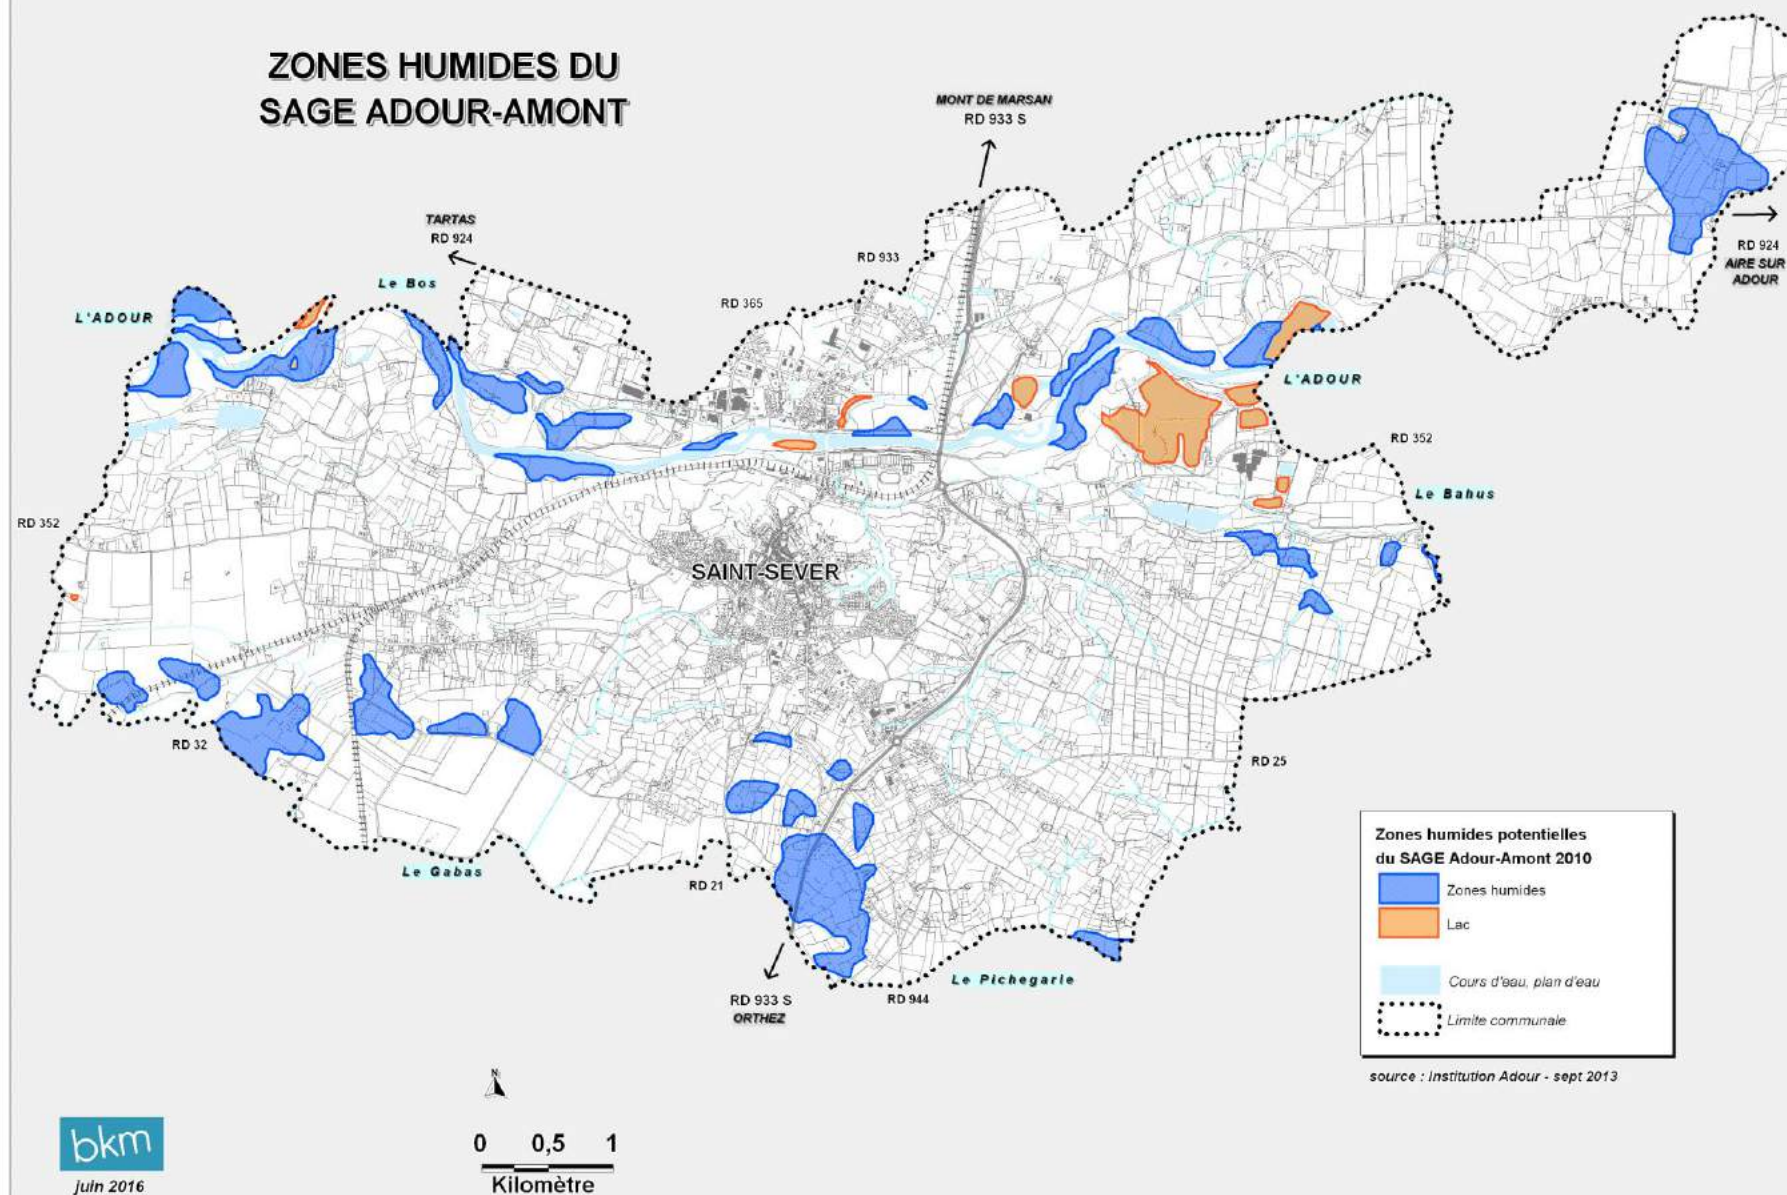 ZONES HUMIDES DU
SAGE ADOUR-AMONT
MONT DE MARSAN
RD 933 S
TARTAS
RD 924
RD 933
Le Bos
RD 365
L'ADOUR
RD 924
AIRE SUR
ADOUR
L'ADOUR
RD 352
Le Bahus
RD 352
SAINT-SEVER
RD 32
RD 25
Le Gabas
RD 21
Le Pichegarie
RD 933 S
ORTHEZ
RD 944
Zones humides potentielles
du SAGE Adour-Amont 2010
Zones humides
Lac
Cours d'eau, plan d'eau
Limite communale
source : Institution Adour - sept 2013
N
0 0,5 1
Kilomètre
bkm
juin 2016